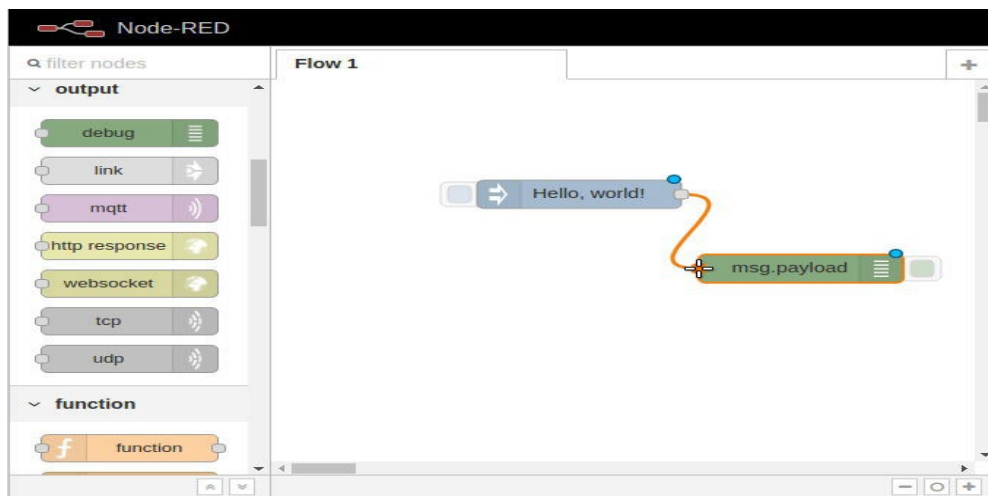 Node-RED
filter nodes
Flow 1
output
debug
link
mqtt
http response
websocket
tcp
udp
function
f function
Hello, world!
msg.payload